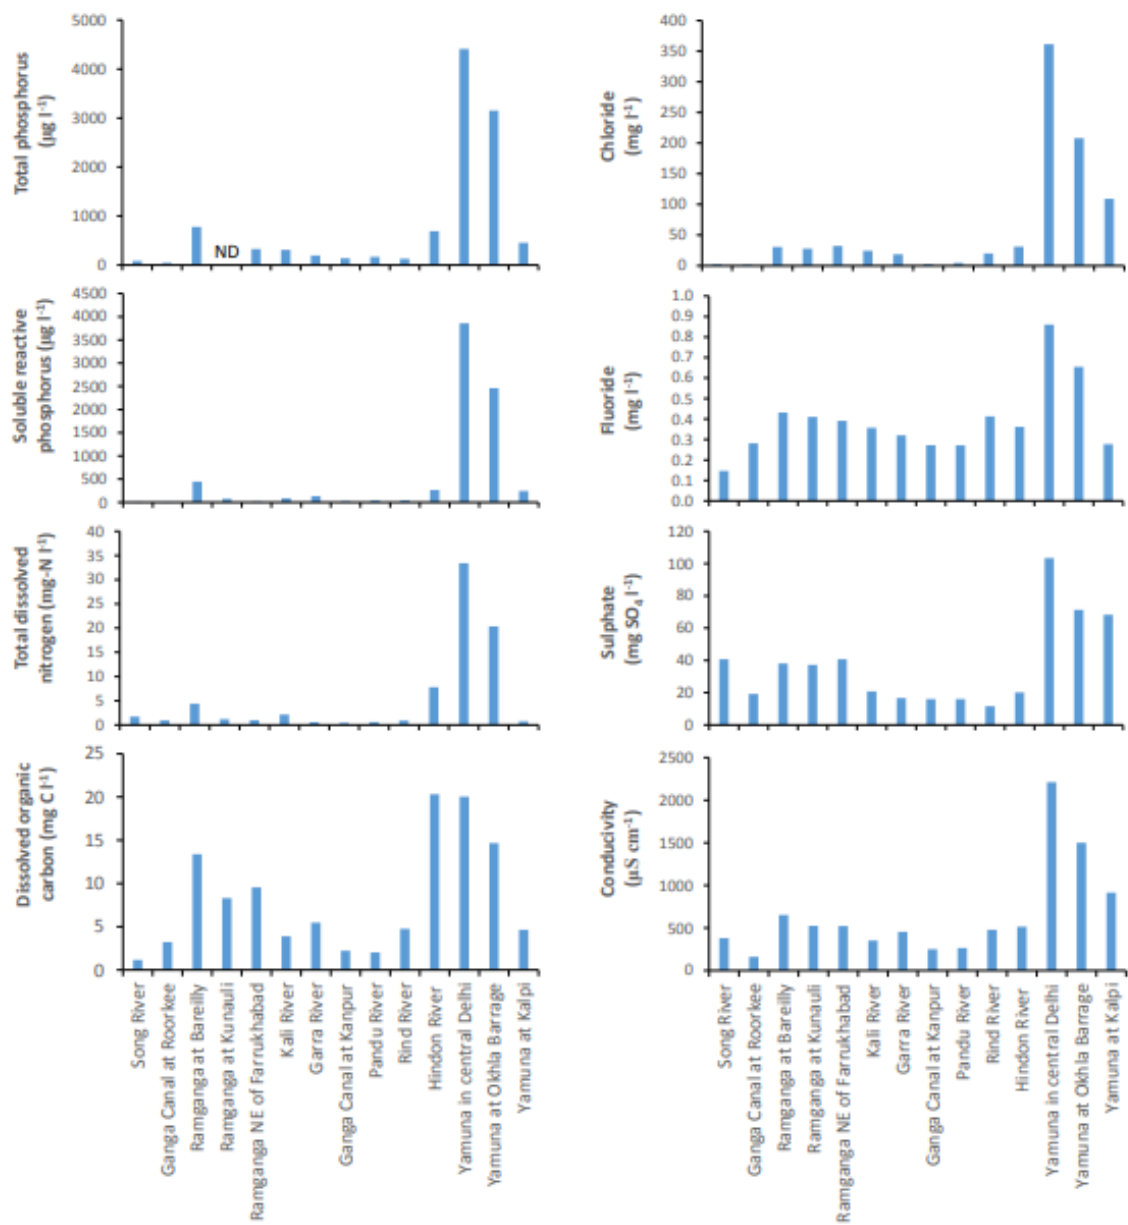 Total phosphorus
(µg l-1)
5000
4000
3000
2000
1000
0
ND
Chloride
(mg l-1)
400
350
300
250
200
150
100
50
0
Soluble reactive
phosphorus (µg l-1)
4500
4000
3500
3000
2500
2000
1500
1000
500
0
Fluoride
(mg l-1)
1.0
0.9
0.8
0.7
0.6
0.5
0.4
0.3
0.2
0.1
0.0
Total dissolved
nitrogen (mg-N l-1)
40
35
30
25
20
15
10
5
0
Sulphate
(mg SO4 l-1)
120
100
80
60
40
20
0
Dissolved organic
carbon (mg C l-1)
25
20
15
10
5
0
Conducivity
(µS cm-1)
2500
2000
1500
1000
500
0
Song River
Ganga Canal at Roorkee
Ramganga at Bareilly
Ramganga at Kunauli
Ramganga NE of Farrukhabad
Kali River
Garra River
Ganga Canal at Kanpur
Pandu River
Rind River
Hindon River
Yamuna in central Delhi
Yamuna at Okhla Barrage
Yamuna at Kalpi
Song River
Ganga Canal at Roorkee
Ramganga at Bareilly
Ramganga at Kunauli
Ramganga NE of Farrukhabad
Kali River
Garra River
Ganga Canal at Kanpur
Pandu River
Rind River
Hindon River
Yamuna in central Delhi
Yamuna at Okhla Barrage
Yamuna at Kalpi